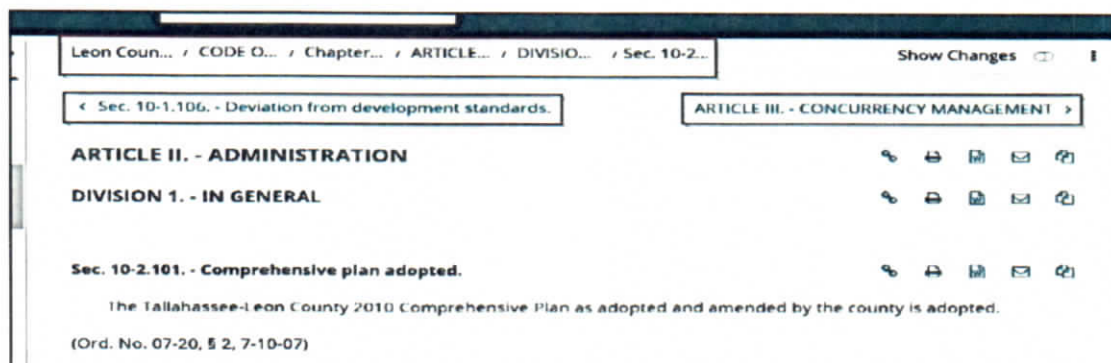 Leon Coun... / CODE O... / Chapter... / ARTICLE... / DIVISIO... / Sec. 10-2...
Show Changes
< Sec. 10-1.106. - Deviation from development standards.
ARTICLE III. - CONCURRENCY MANAGEMENT >
ARTICLE II. - ADMINISTRATION
DIVISION 1. - IN GENERAL
Sec. 10-2.101. - Comprehensive plan adopted.
The Tallahassee-Leon County 2010 Comprehensive Plan as adopted and amended by the county is adopted.
(Ord. No. 07-20, § 2, 7-10-07)